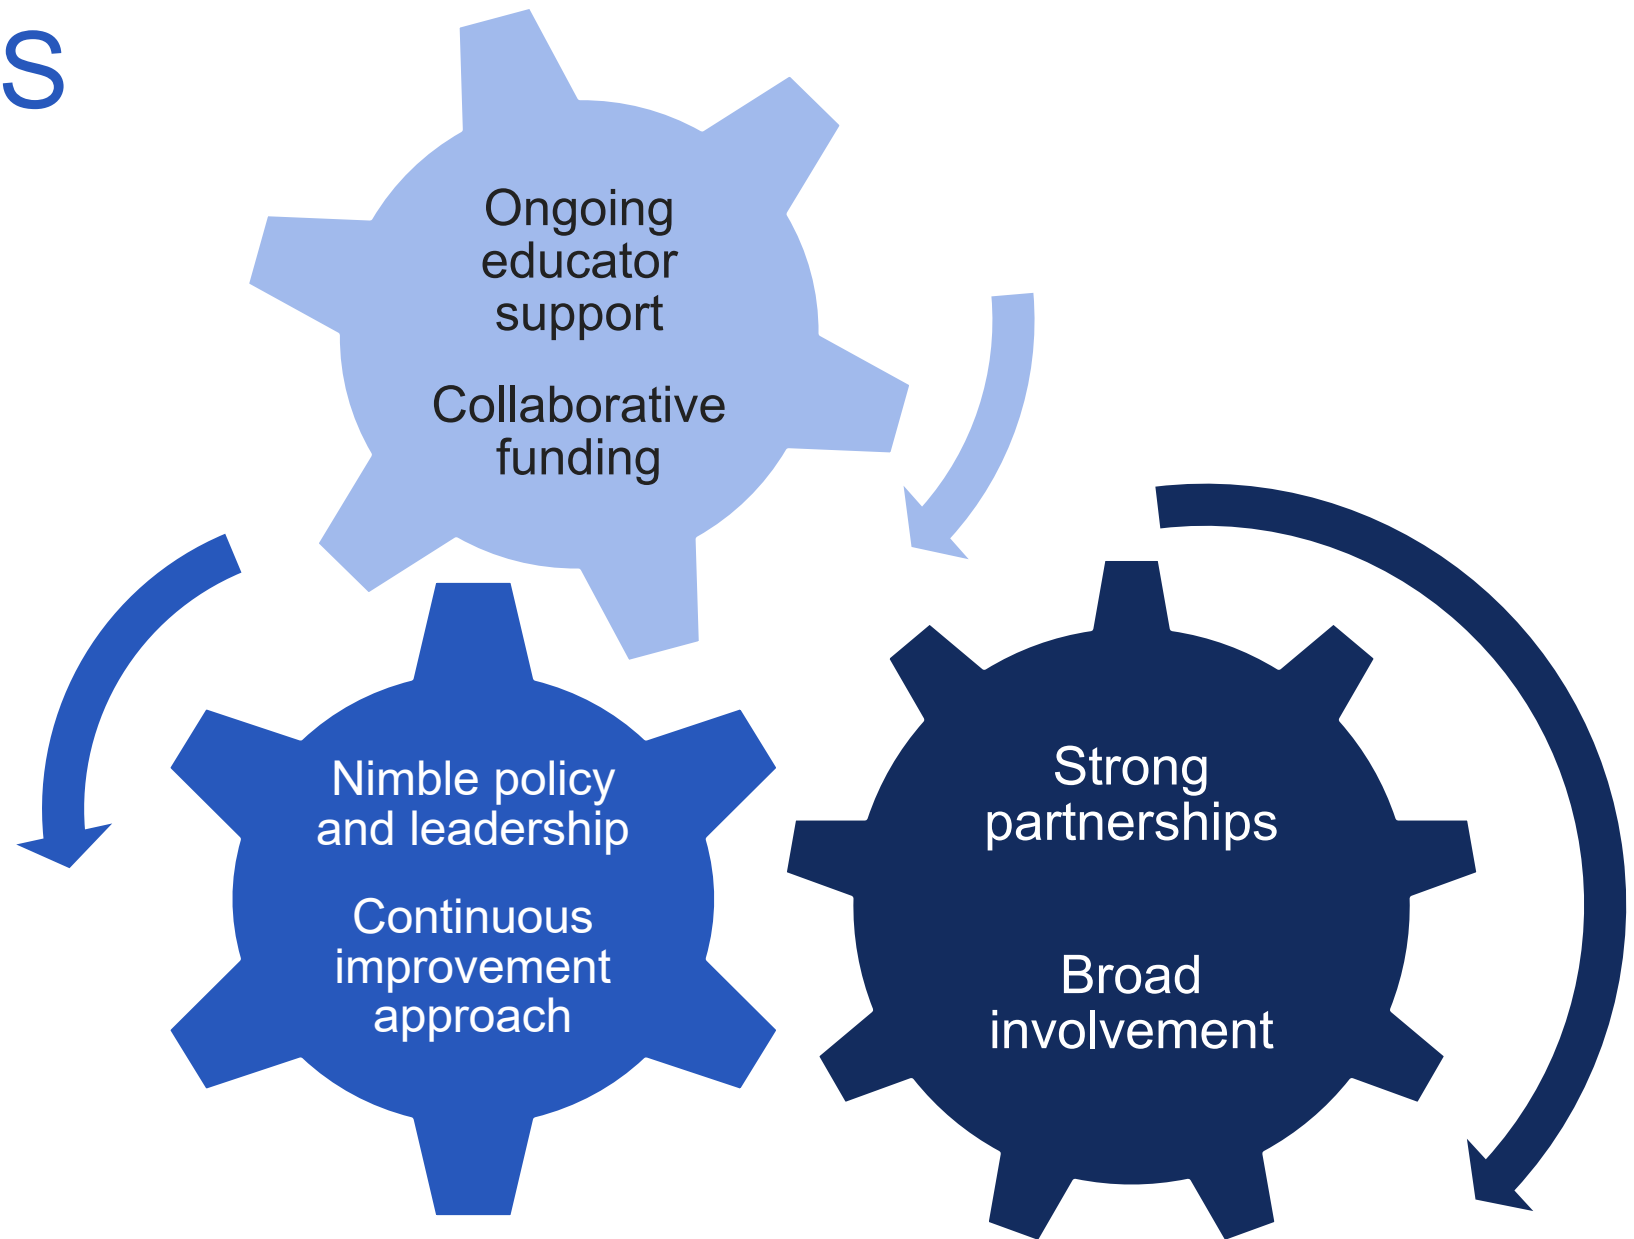 S
Ongoing
educator
support
Collaborative
funding
Nimble policy
and leadership
Continuous
improvement
approach
Strong
partnerships
Broad
involvement